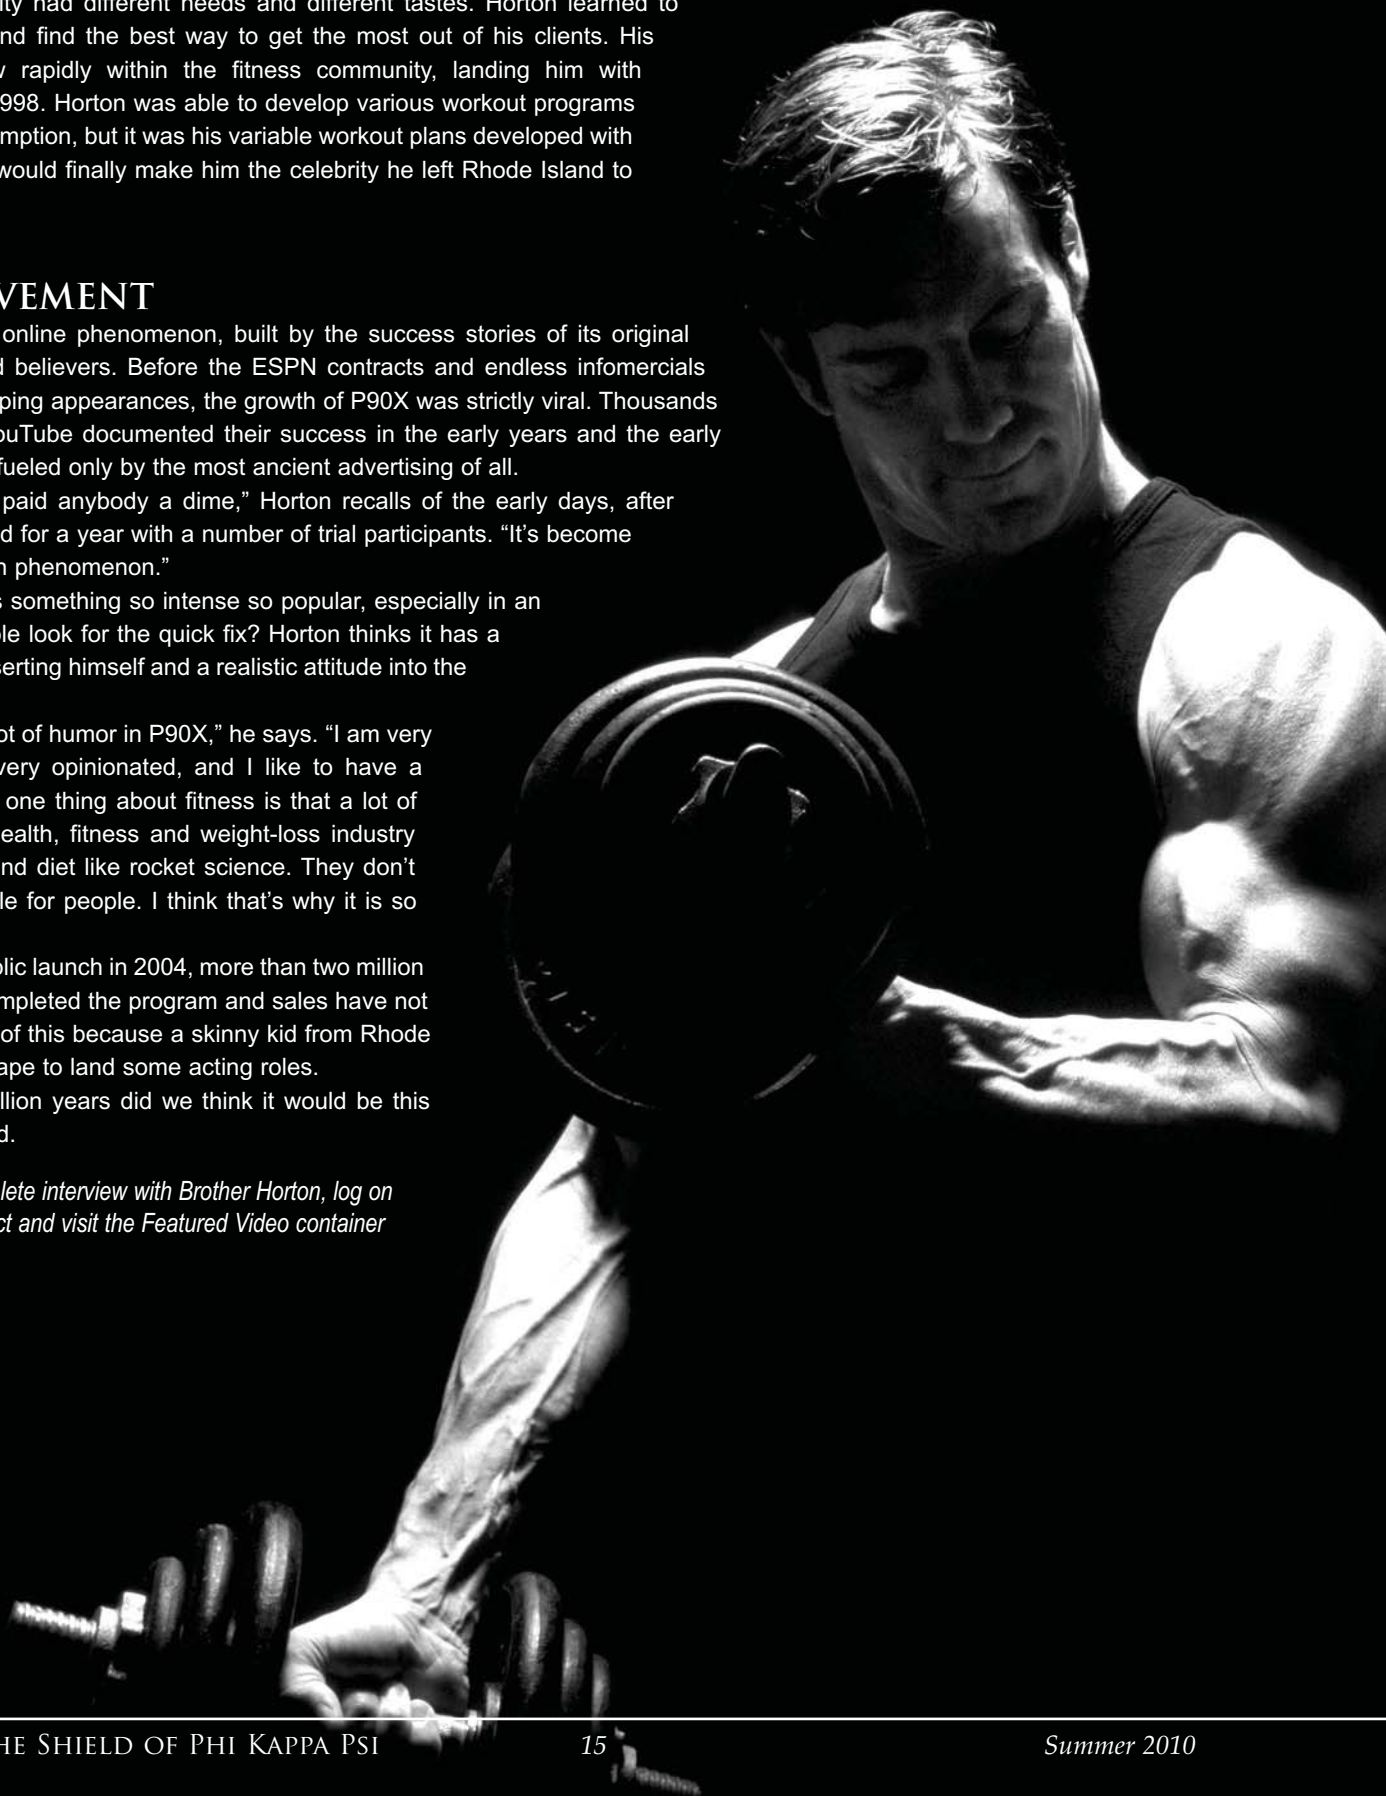 ity had different needs and different tastes. Horton learned to
nd find the best way to get the most out of his clients. His
w rapidly within the fitness community, landing him with
998. Horton was able to develop various workout programs
mption, but it was his variable workout plans developed with
would finally make him the celebrity he left Rhode Island to
VEMENT
online phenomenon, built by the success stories of its original
d believers. Before the ESPN contracts and endless infomercials
ping appearances, the growth of P90X was strictly viral. Thousands
ouTube documented their success in the early years and the early
fueled only by the most ancient advertising of all.
paid anybody a dime,” Horton recalls of the early days, after
d for a year with a number of trial participants. “It’s become
n phenomenon.”
s something so intense so popular, especially in an
ple look for the quick fix? Horton thinks it has a
serting himself and a realistic attitude into the
ot of humor in P90X,” he says. “I am very
very opinionated, and I like to have a
one thing about fitness is that a lot of
ealth, fitness and weight-loss industry
nd diet like rocket science. They don’t
le for people. I think that’s why it is so
blic launch in 2004, more than two million
mpleted the program and sales have not
of this because a skinny kid from Rhode
ape to land some acting roles.
llion years did we think it would be this
d.
lete interview with Brother Horton, log on
ct and visit the Featured Video container
HE SHIELD OF PHI KAPPA PSI
15
Summer 2010